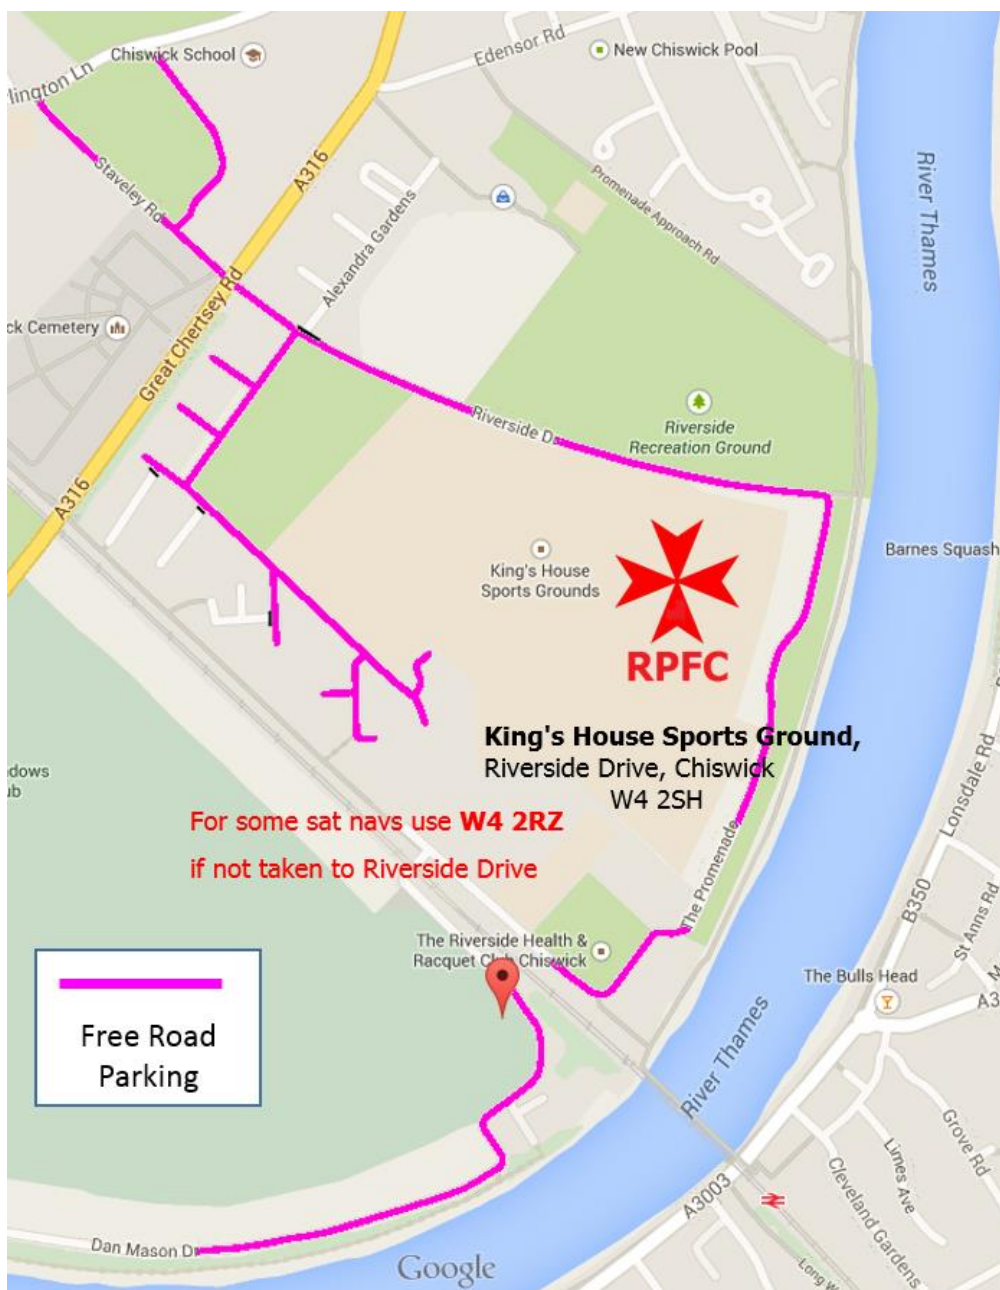 Chiswick School
Edensor Rd
New Chiswick Pool
lington Ln
A316
Staveley Rd
River Thames
Promenade Approach Rd
Alexandra Gardens
Great Chertsey Rd
ck Cemetery
Riverside D
Riverside
Recreation Ground
A316
Barnes Squash
King's House
Sports Grounds
RPFC
King's House Sports Ground,
Riverside Drive, Chiswick
W4 2SH
dows
ub
For some sat navs use W4 2RZ
if not taken to Riverside Drive
Lonsdale Rd
The Promenade
B350
St Anns Rd
M
The Riverside Health &
Racquet Club Chiswick
The Bulls Head
A3
Free Road
Parking
River Thames
Grove Rd
Limes Ave
Cleveland Gardens
A3003
Dan Mason Dr
Google
Long W